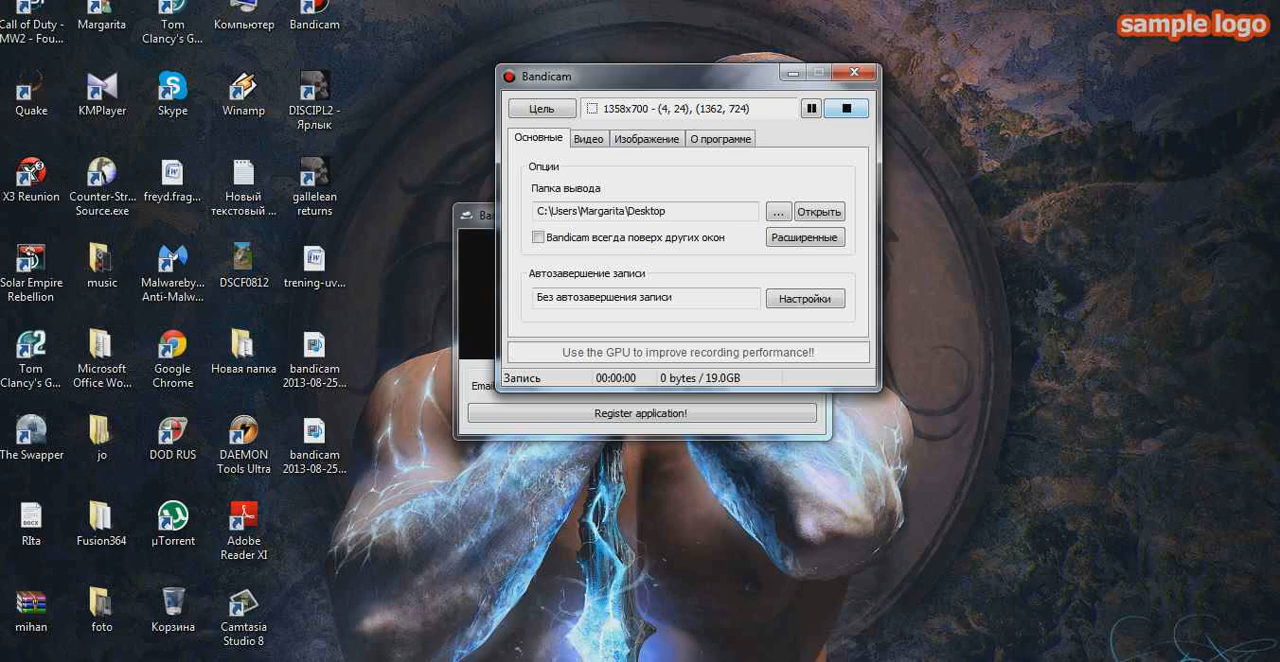 Call of Duty -
MW2 - Fou...
Margarita
Tom
Clancy's G...
Компьютер
Bandicam
sample logo
Quake
KMPlayer
Skype
Winamp
DISCIPL2 -
Ярлык
X3 Reunion
Counter-Str...
Source.exe
freyd.frag...
Новый
текстовый ...
gallelean
returns
Solar Empire
Rebellion
music
Malwareby...
Anti-Malw...
DSCF0812
trening-uv...
Tom
Clancy's G...
Microsoft
Office Wo...
Google
Chrome
Новая папка
bandicam
2013-08-25...
The Swapper
jo
DOD RUS
DAEMON
Tools Ultra
bandicam
2013-08-25...
RIta
Fusion364
µTorrent
Adobe
Reader XI
mihan
foto
Корзина
Camtasia
Studio 8
Bandicam
Цель
1358x700 - (4, 24), (1362, 724)
Основные
Видео
Изображение
О программе
Опции
Папка вывода
C:\Users\Margarita\Desktop
...
Открыть
Bandicam всегда поверх других окон
Расширенные
Автозавершение записи
Без автозавершения записи
Настройки
Use the GPU to improve recording performance!!
Запись
00:00:00
0 bytes / 19.0GB
Ban
Email
Register application!